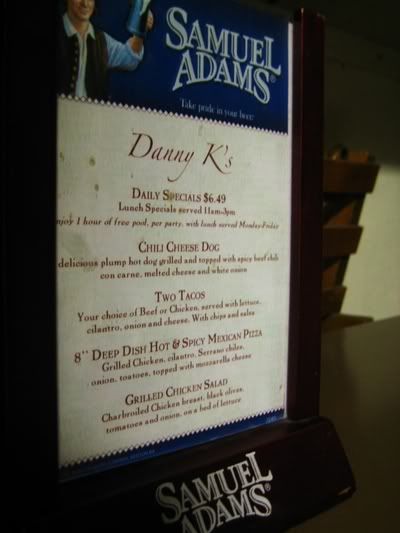 SAMUEL
ADAMS®
Take pride in your beer.®
Danny K's
DAILY SPECIALS $6.49
Lunch Specials served 11am-3pm
njoy 1 hour of free pool, per party, with lunch served Monday-Friday
CHILI CHEESE DOG
delicious plump hot dog grilled and topped with spicy beef chili
con carne, melted cheese and white onion
TWO TACOS
Your choice of Beef or Chicken, served with lettuce,
cilantro, onion and cheese. With chips and salsa
8'' DEEP DISH HOT & SPICY MEXICAN PIZZA
Grilled Chicken, cilantro, Serrano chiles,
onion, toatoes, topped with mozzarella cheese
GRILLED CHICKEN SALAD
Charbroiled Chicken breast, black olives,
tomatoes and onion, on a bed of lettuce
SAMUEL
ADAMS®